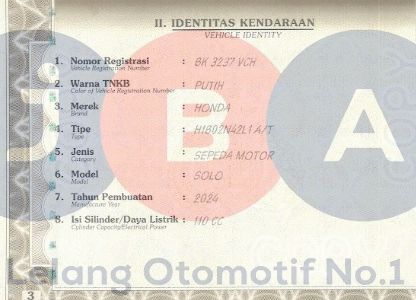 II. IDENTITAS KENDARAAN
VEHICLE IDENTITY
1. Nomor Registrasi : BK 3237 VCH
Vehicle Registration Number
2. Warna TNKB : PUTIH
Color of Vehicle Registration Number
3. Merek : HONDA
Brand
4. Tipe : H1B02N42L1 A/T
Type
5. Jenis : SEPEDA MOTOR
Category
6. Model : SOLO
Model
7. Tahun Pembuatan : 2024
Manufacture Year
8. Isi Silinder/Daya Listrik : 110 CC
Cylinder Capacity/Electrical Power
J B A
Lelang Otomotif No.1
3